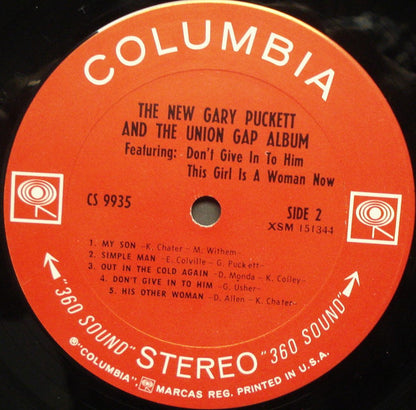 COLUMBIA
THE NEW GARY PUCKETT
AND THE UNION GAP ALBUM
Featuring: Don't Give In To Him
This Girl Is A Woman Now
CS 9935
SIDE 2
XSM 151344
1. MY SON –K. Chater – M. Withem–
2. SIMPLE MAN –E. Colville – G. Puckett–
3. OUT IN THE COLD AGAIN –D. Monda – K. Colley–
4. DON'T GIVE IN TO HIM –G. Usher–
5. HIS OTHER WOMAN –D. Allen – K. Chater–
"360 SOUND" STEREO "360 SOUND"
℗"COLUMBIA", MARCAS REG. PRINTED IN U.S.A.